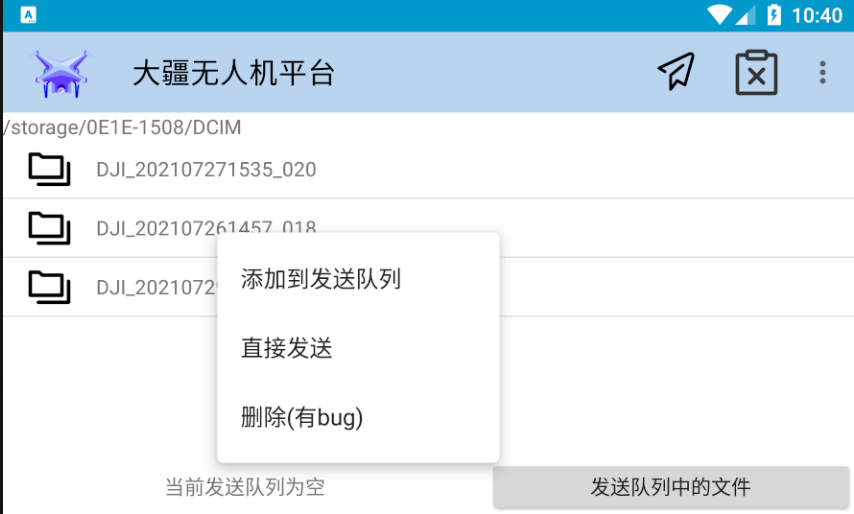 A
10:40
大疆无人机平台
/storage/0E1E-1508/DCIM
DJI_202107271535_020
DJI_202107261457_018
DJI_2021072
添加到发送队列
直接发送
删除(有bug)
当前发送队列为空
发送队列中的文件